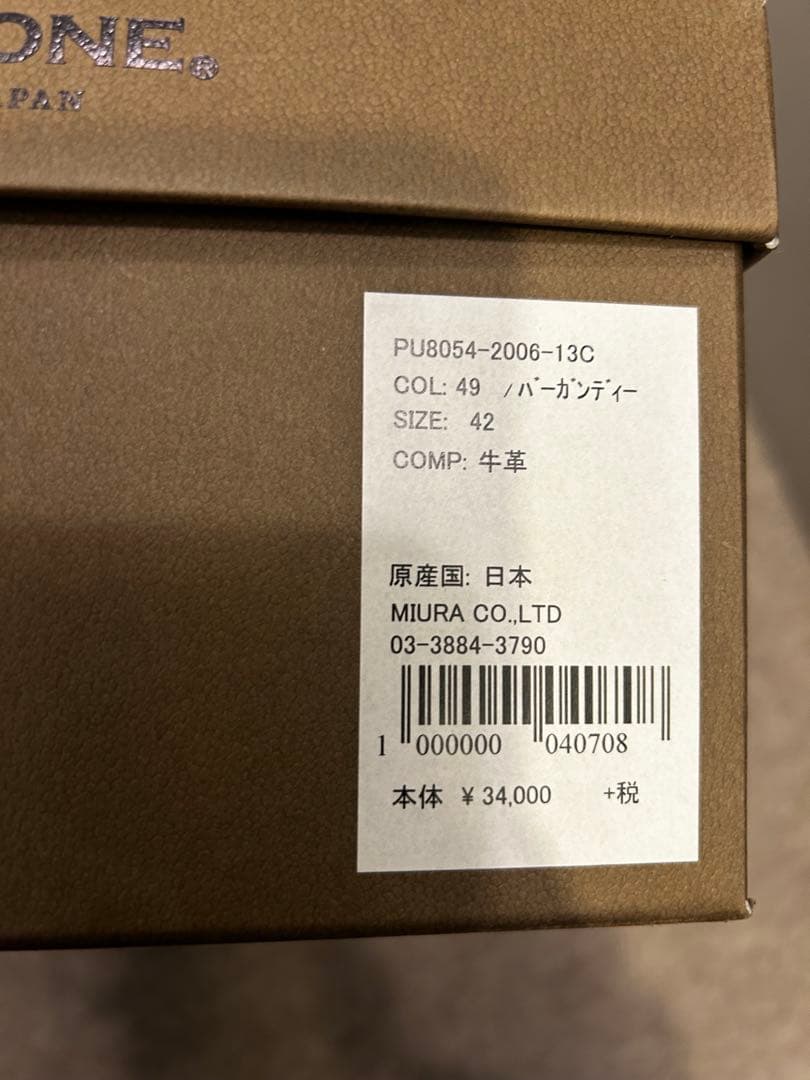 ONE.®
APAN
PU8054-2006-13C
COL: 49 /バーガンディー
SIZE: 42
COMP: 牛革
原産国: 日本
MIURA CO.,LTD
03-3884-3790
1 000000 040708
本体 ¥ 34,000 +税